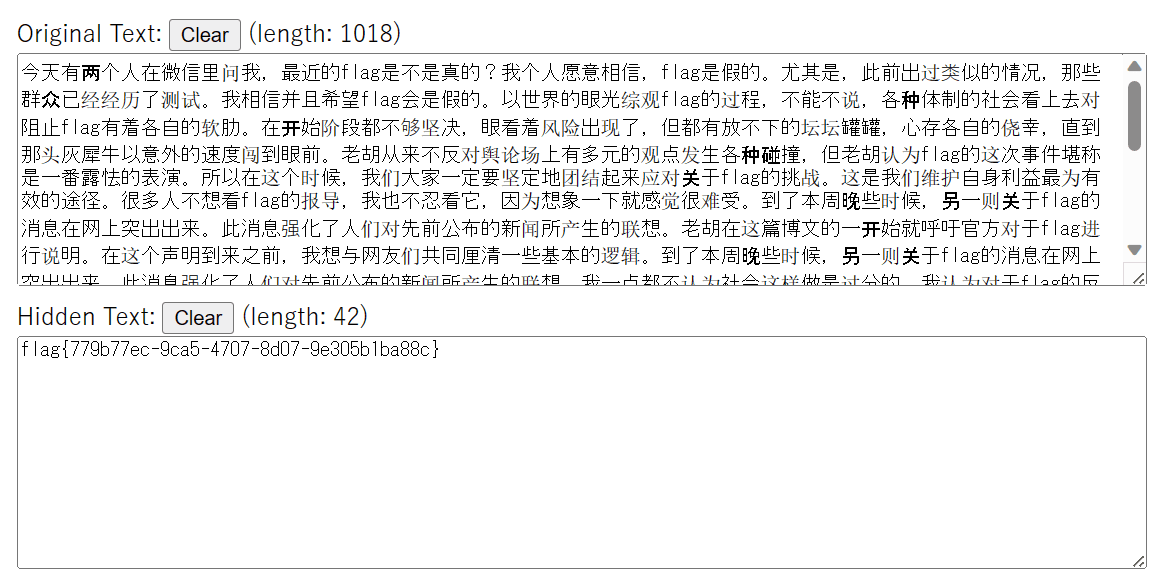 Original Text: Clear (length: 1018)
今天有两个人在微信里问我，最近的flag是不是真的？我个人愿意相信，flag是假的。尤其是，此前出过类似的情况，那些
群众已经经历了测试。我相信并且希望flag会是假的。以世界的眼光综观flag的过程，不能不说，各种体制的社会看上去对
阻止flag有着各自的软肋。在开始阶段都不够坚决，眼看着风险出现了，但都有放不下的坛坛罐罐，心存各自的侥幸，直到
那头灰犀牛以意外的速度闯到眼前。老胡从来不反对舆论场上有多元的观点发生各种碰撞，但老胡认为flag的这次事件堪称
是一番露怯的表演。所以在这个时候，我们大家一定要坚定地团结起来应对关于flag的挑战。这是我们维护自身利益最为有
效的途径。很多人不想看flag的报导，我也不忍看它，因为想象一下就感觉很难受。到了本周晚些时候，另一则关于flag的
消息在网上突出出来。此消息强化了人们对先前公布的新闻所产生的联想。老胡在这篇博文的一开始就呼吁官方对于flag进
行说明。在这个声明到来之前，我想与网友们共同厘清一些基本的逻辑。到了本周晚些时候，另一则关于flag的消息在网上
突出出来。此消息强化了人们对先前公布的新闻所产生的联想。我一点都不认为社会这样做是过分的。我认为对于flag的反
Hidden Text: Clear (length: 42)
flag{779b77ec-9ca5-4707-8d07-9e305b1ba88c}